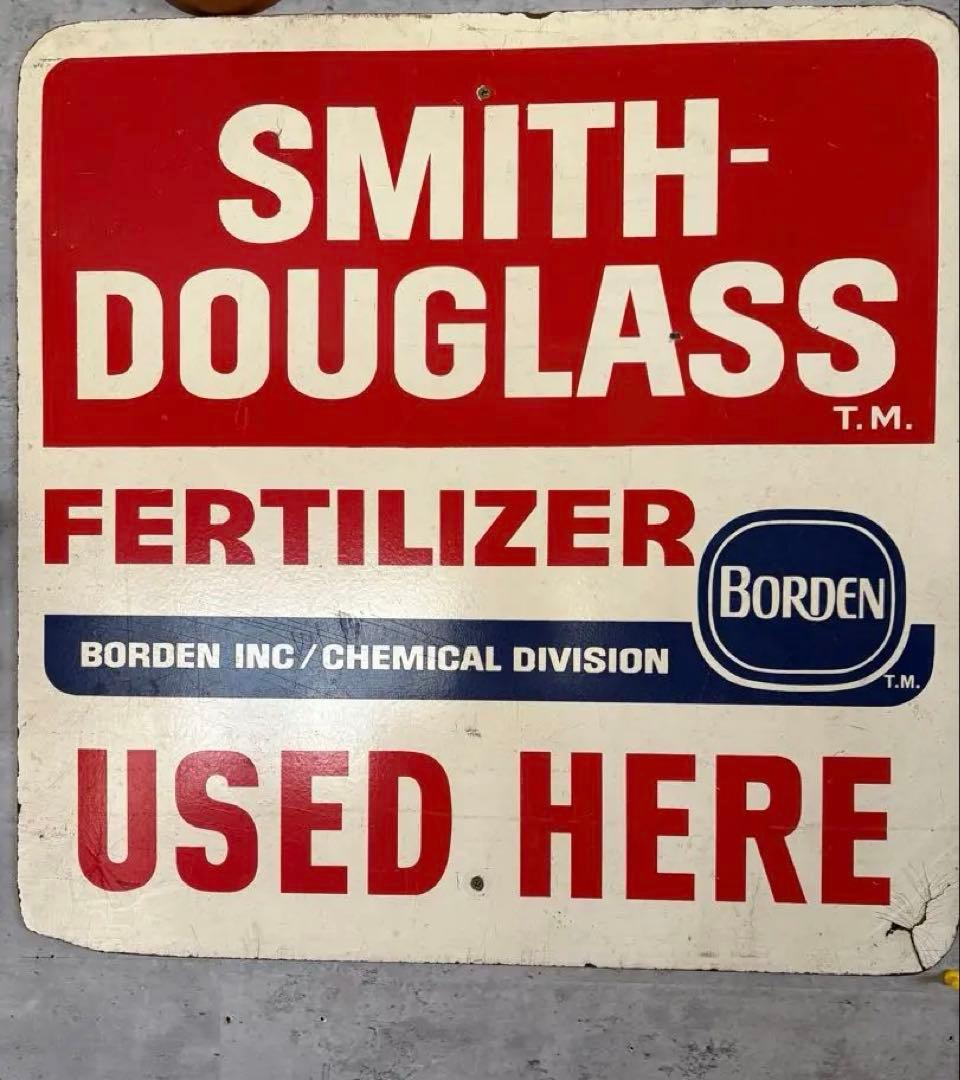 SMITH-
DOUGLASS
T.M.
FERTILIZER
BORDEN
BORDEN INC/CHEMICAL DIVISION
T.M.
USED HERE